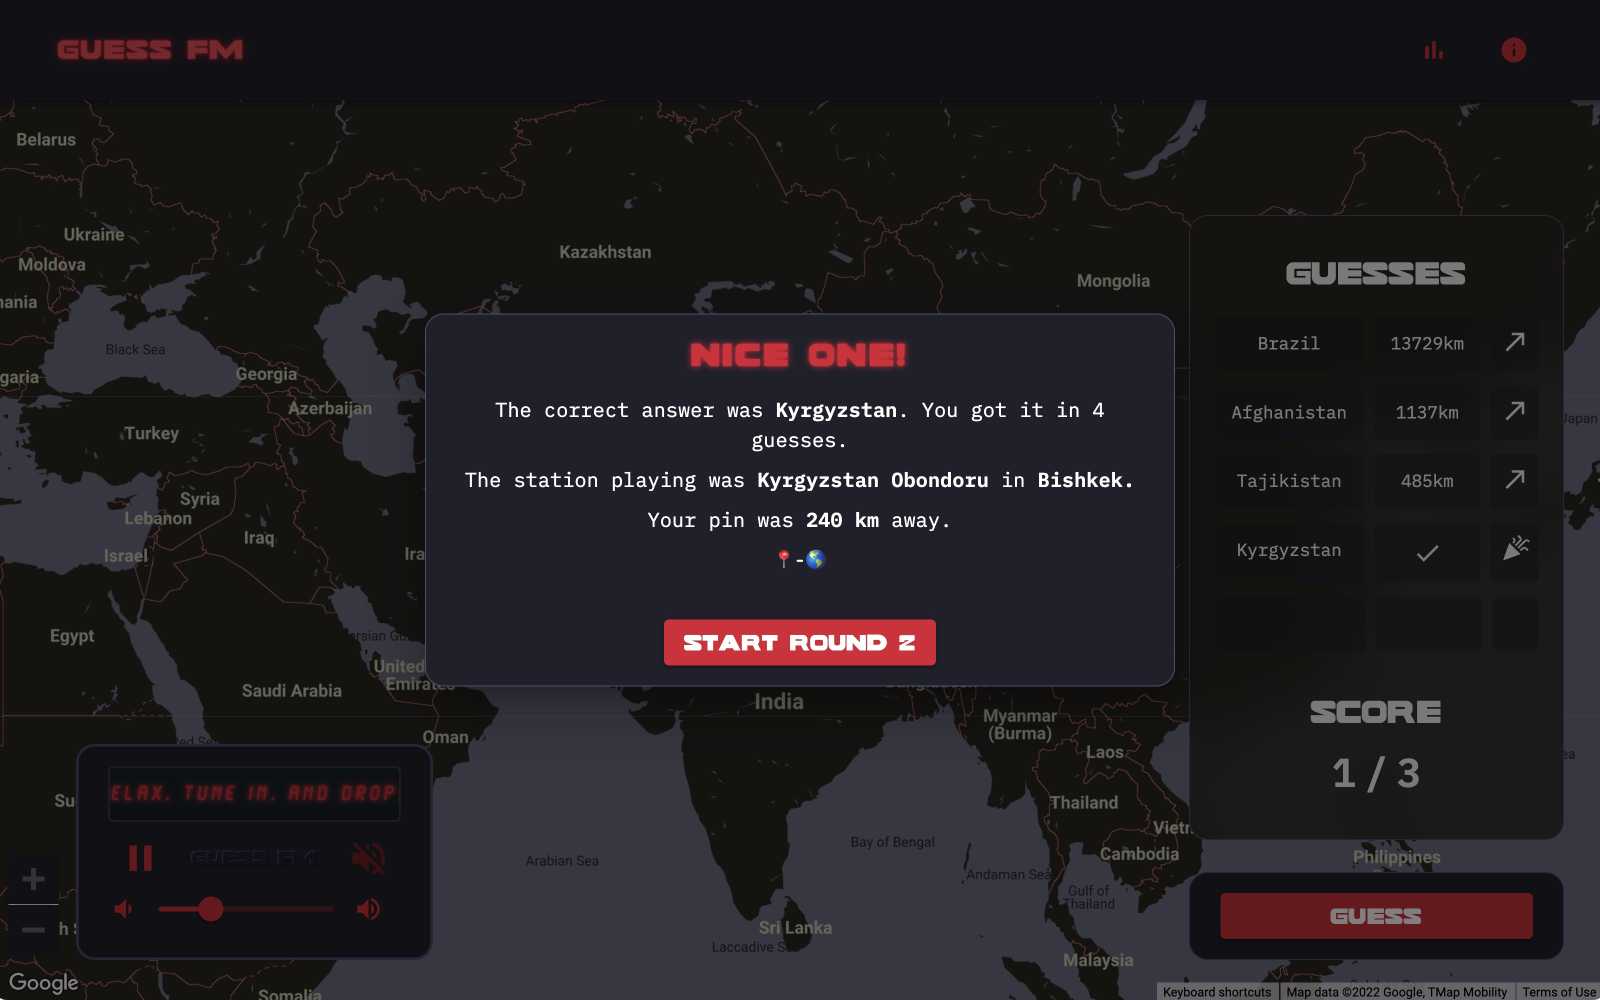 GUESS FM
Belarus
Ukraine
Moldova
Kazakhstan
Mongolia
mania
Black Sea
garia
Georgia
Azerbaijan
Turkey
Syria
Lebanon
Iraq
Israel
Ira
Egypt
ersian Gu
United
Emirates
Saudi Arabia
Oman
India
Myanmar
(Burma)
Laos
Thailand
Vietn
Cambodia
Bay of Bengal
Andaman Sea
Gulf of
Thailand
Arabian Sea
Sri Lanka
Laccadive S
Malaysia
Philippines
Japan
Somalia
Su
h S
NICE ONE!
The correct answer was Kyrgyzstan. You got it in 4
guesses.
The station playing was Kyrgyzstan Obondoru in Bishkek.
Your pin was 240 km away.
-
START ROUND 2
GUESSES
Brazil 13729km
Afghanistan 1137km
Tajikistan 485km
Kyrgyzstan
SCORE
1 / 3
GUESS
ELAX. TUNE IN. AND DROP
GUESS FM
Google
Keyboard shortcuts Map data ©2022 Google, TMap Mobility Terms of Use